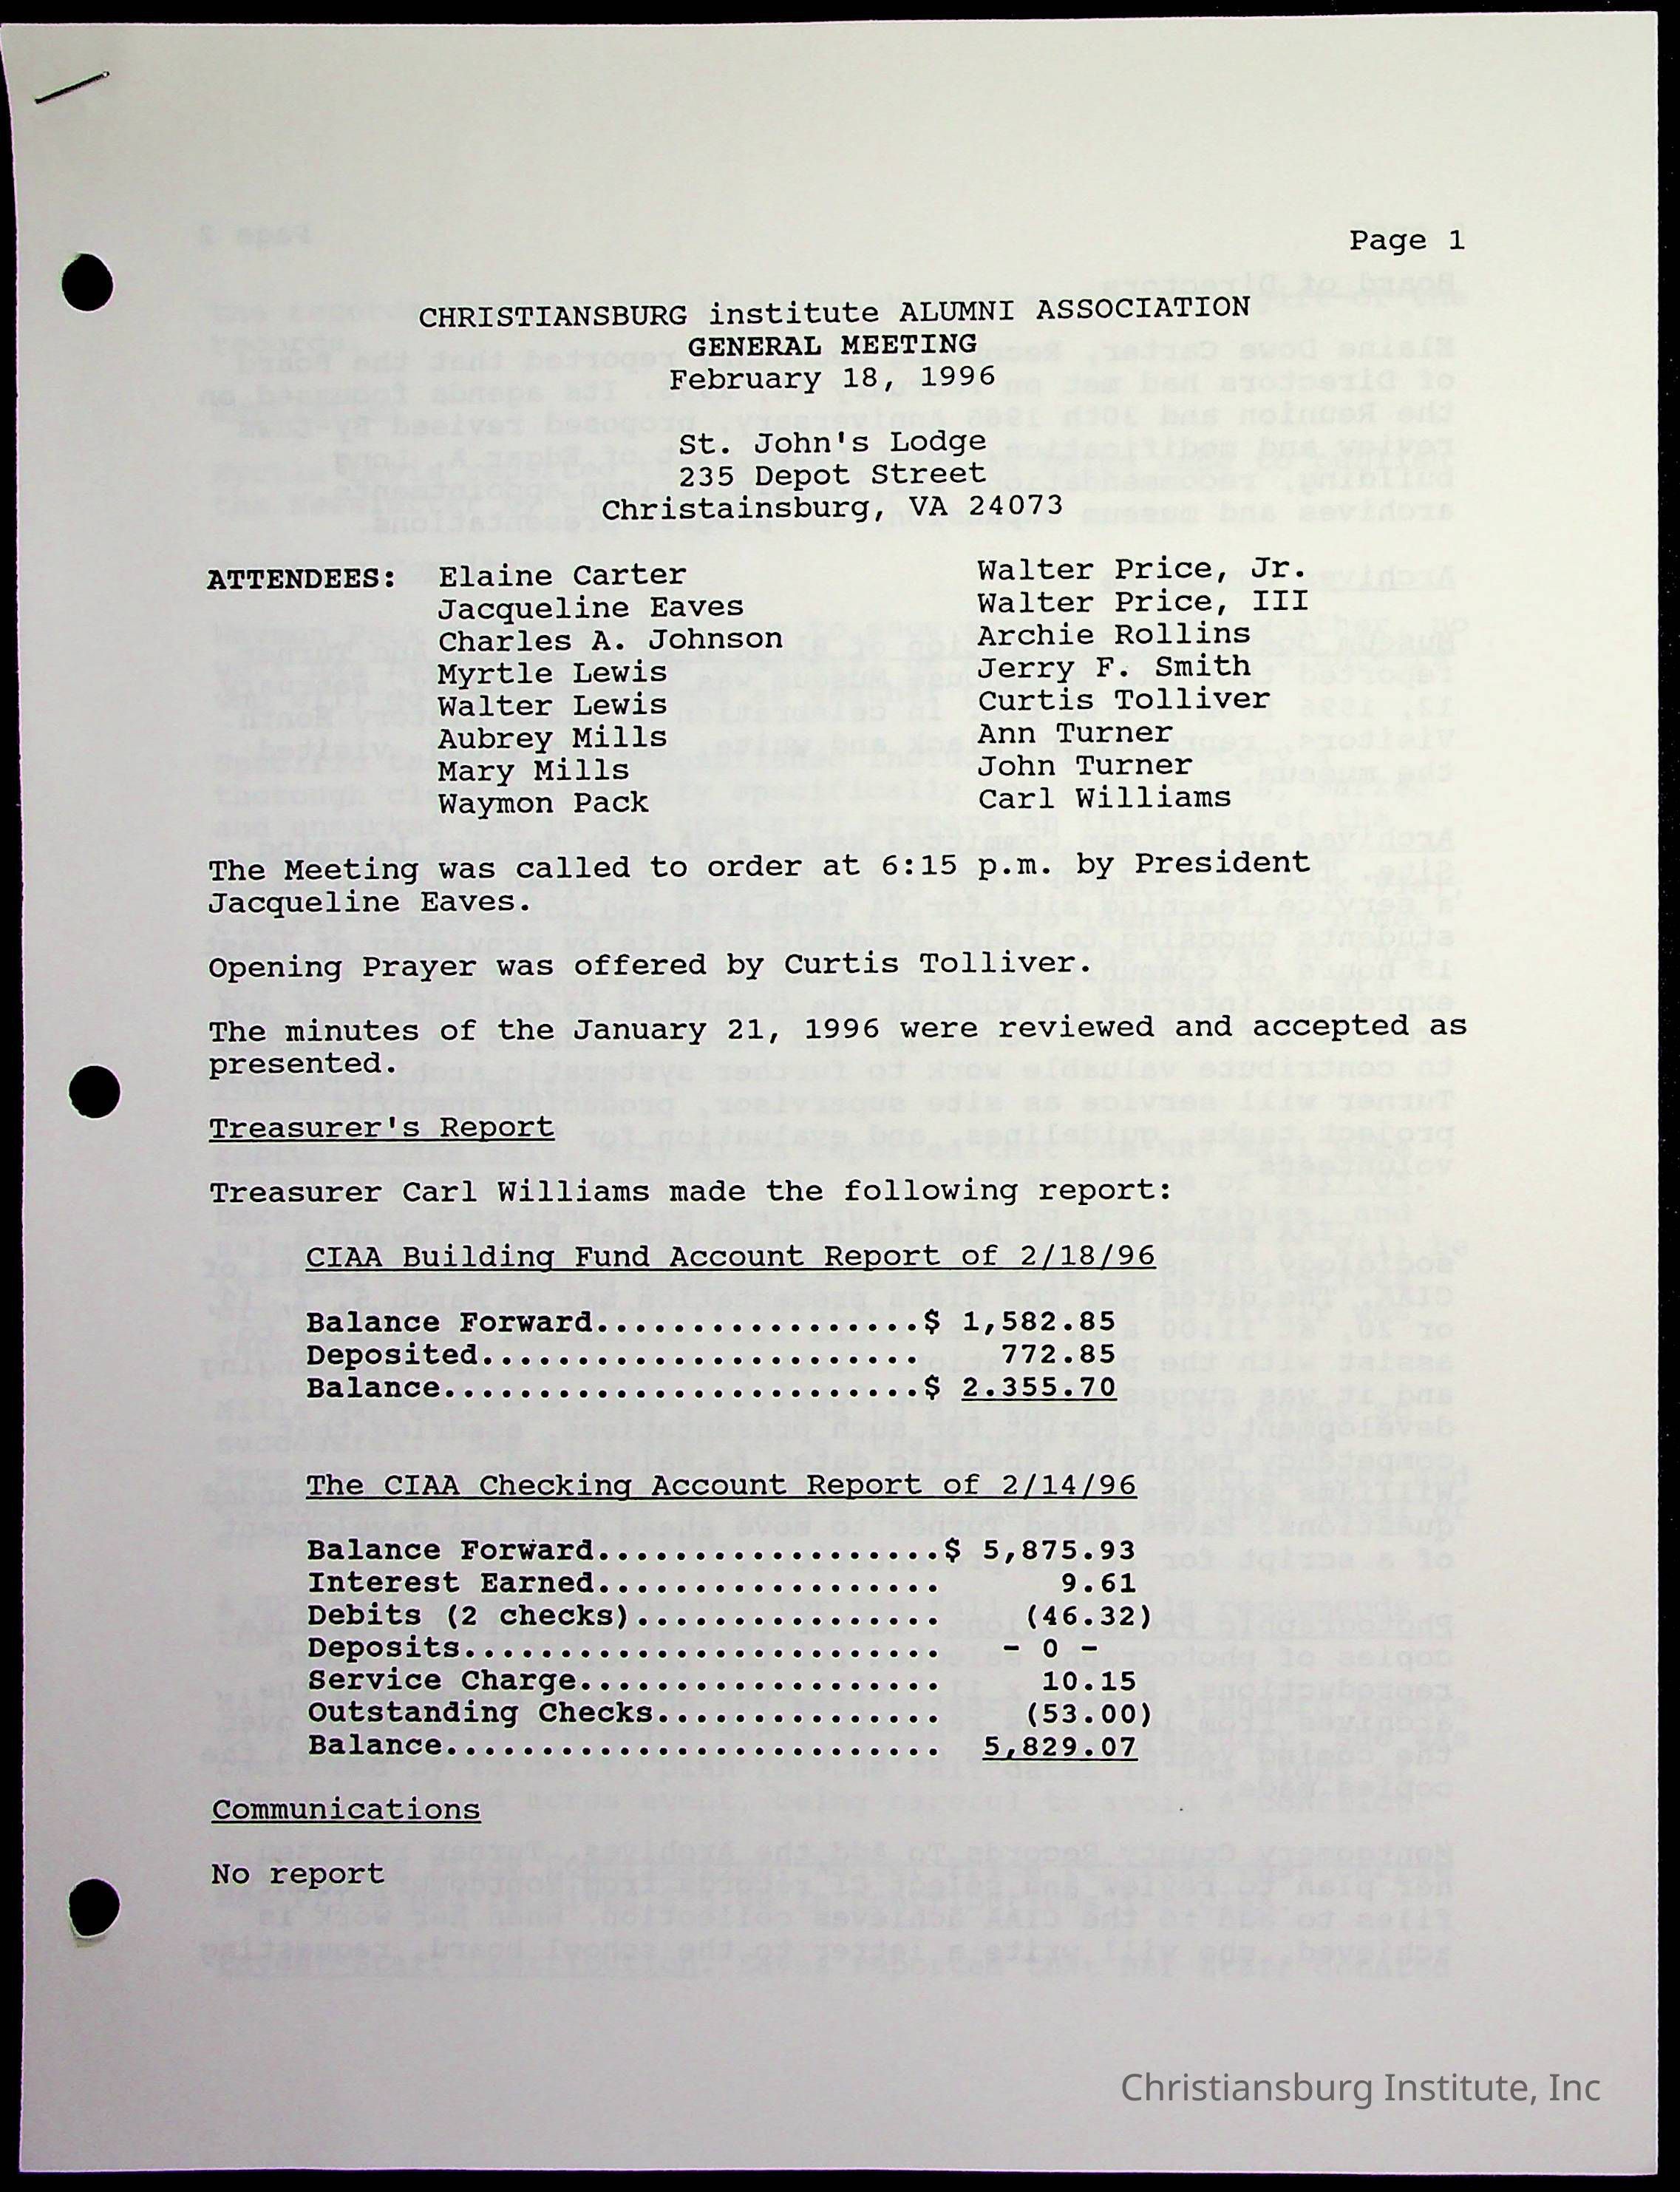 Page 1
CHRISTIANSBURG institute ALUMNI ASSOCIATION
GENERAL MEETING
February 18, 1996
St. John's Lodge
235 Depot Street
Christainsburg, VA 24073
ATTENDEES: Elaine Carter Walter Price, Jr.
Jacqueline Eaves Walter Price, III
Charles A. Johnson Archie Rollins
Myrtle Lewis Jerry F. Smith
Walter Lewis Curtis Tolliver
Aubrey Mills Ann Turner
Mary Mills John Turner
Waymon Pack Carl Williams
The Meeting was called to order at 6:15 p.m. by President
Jacqueline Eaves.
Opening Prayer was offered by Curtis Tolliver.
The minutes of the January 21, 1996 were reviewed and accepted as
presented.
Treasurer's Report
Treasurer Carl Williams made the following report:
CIAA Building Fund Account Report of 2/18/96
Balance Forward.................$ 1,582.85
Deposited....................... 772.85
Balance.........................$ 2.355.70
The CIAA Checking Account Report of 2/14/96
Balance Forward..................$ 5,875.93
Interest Earned.................. 9.61
Debits (2 checks)................ (46.32)
Deposits......................... - 0 -
Service Charge................... 10.15
Outstanding Checks............... (53.00)
Balance.......................... 5,829.07
Communications
No report
Christiansburg Institute, Inc